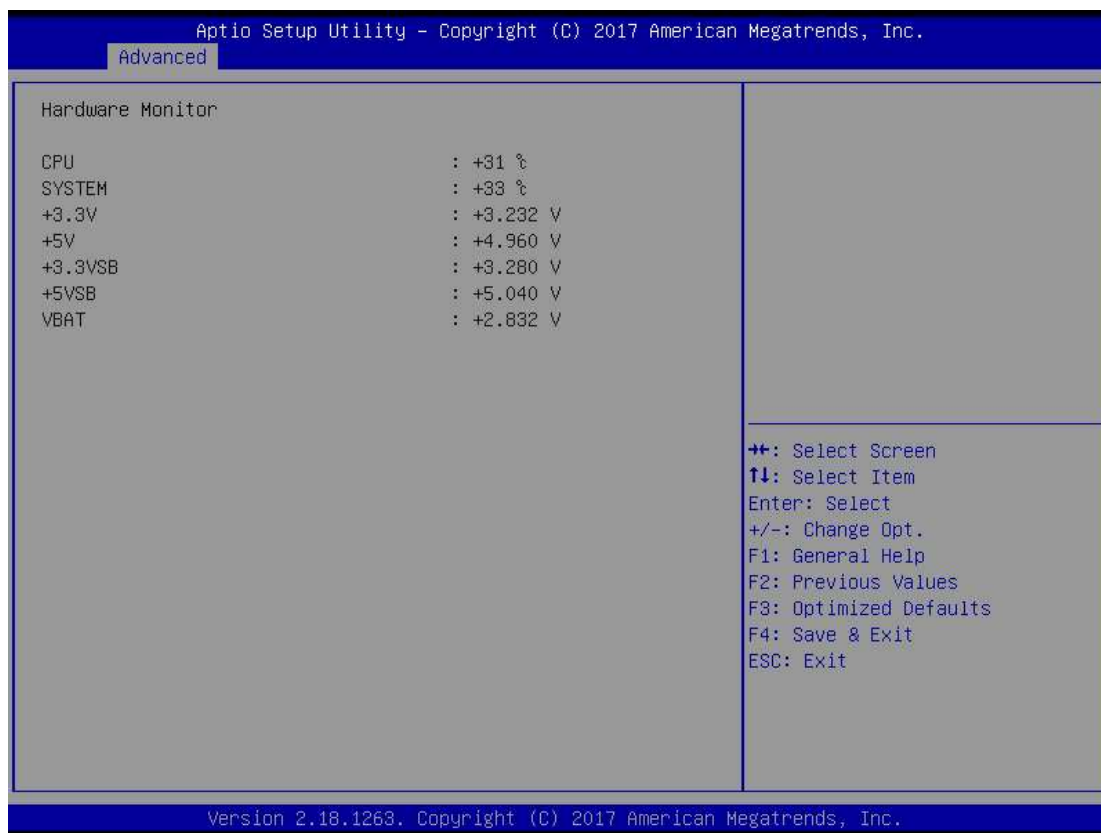 Aptio Setup Utility – Copyright (C) 2017 American Megatrends, Inc.
Advanced
Hardware Monitor
CPU : +31 ℃
SYSTEM : +33 ℃
+3.3V : +3.232 V
+5V : +4.960 V
+3.3VSB : +3.280 V
+5VSB : +5.040 V
VBAT : +2.832 V
→←: Select Screen
↑↓: Select Item
Enter: Select
+/-: Change Opt.
F1: General Help
F2: Previous Values
F3: Optimized Defaults
F4: Save & Exit
ESC: Exit
Version 2.18.1263. Copyright (C) 2017 American Megatrends, Inc.